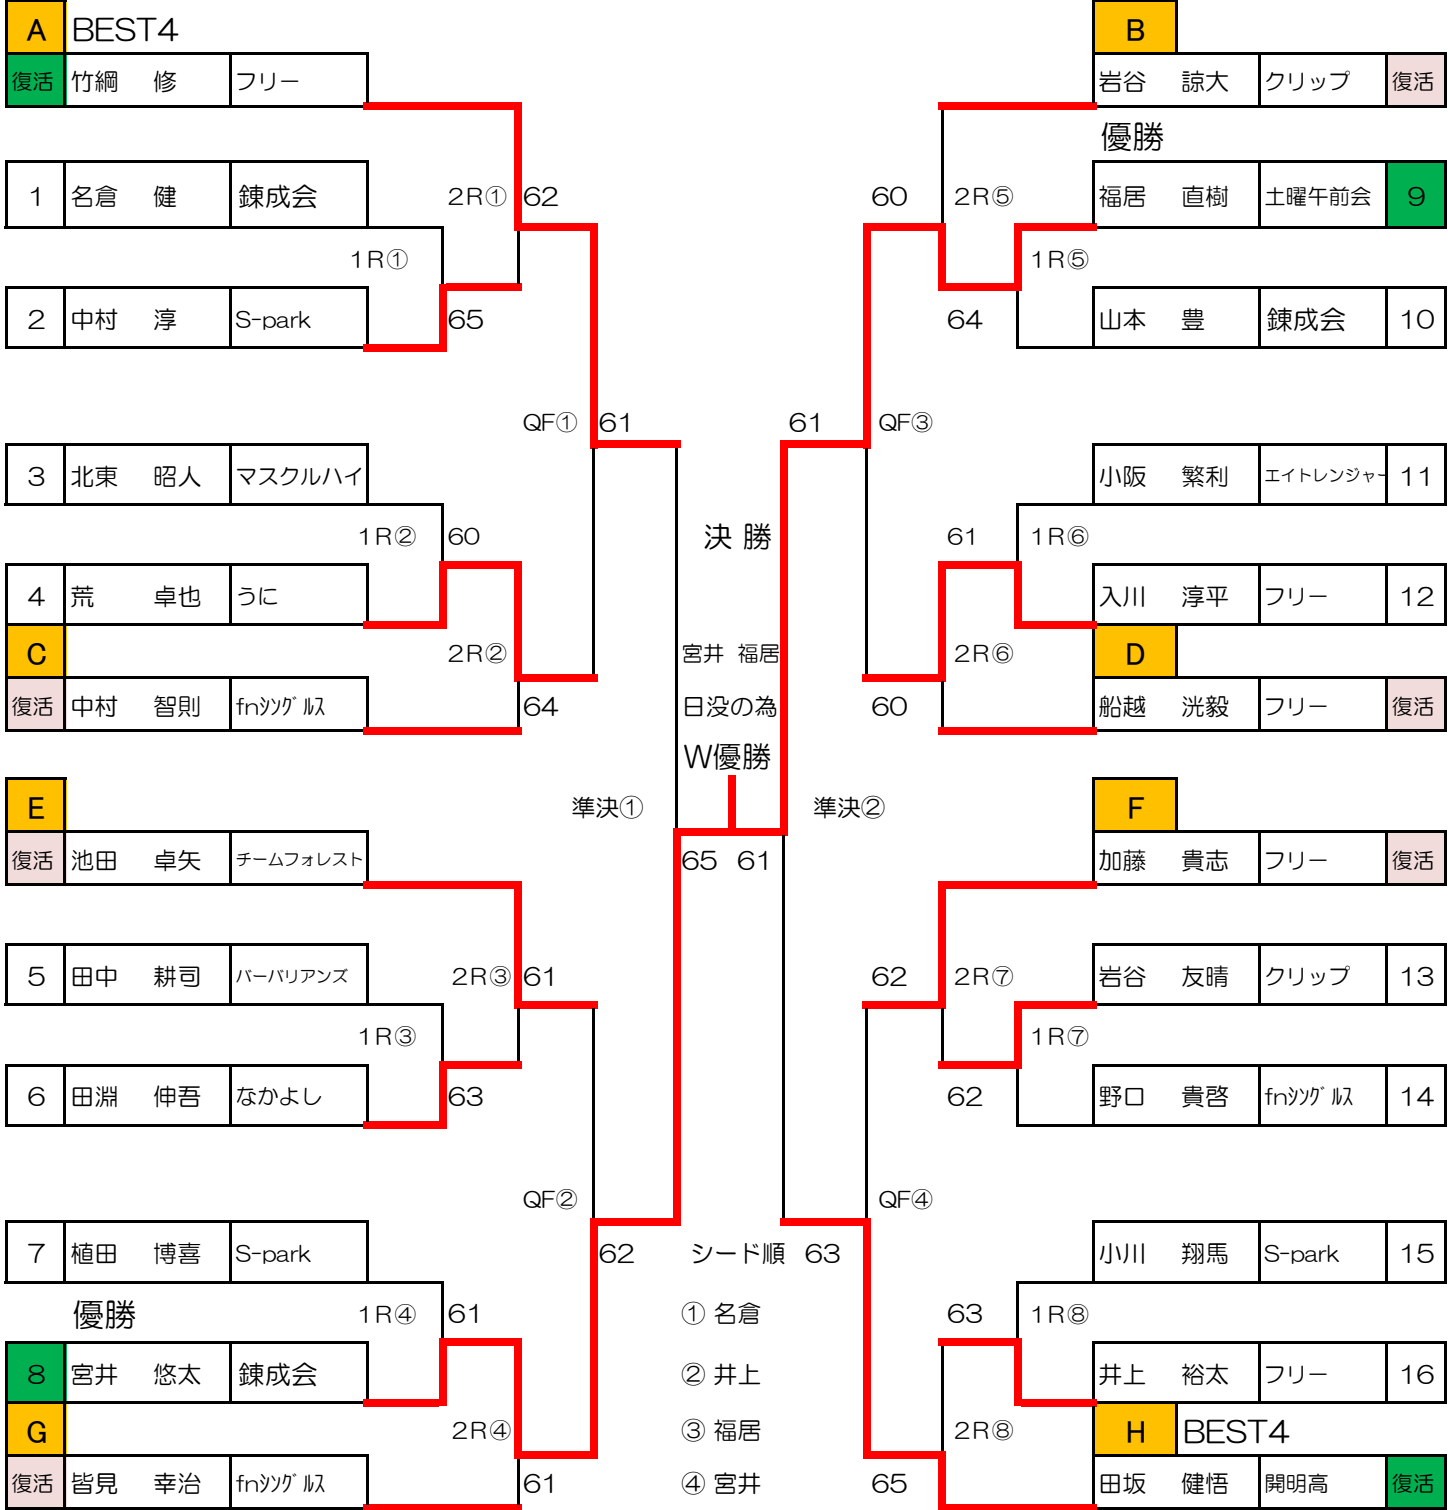 A BEST4
復活 竹綱 修 フリー
1 名倉 健 錬成会
2R① 62
1R①
2 中村 淳 S-park
65
QF① 61
3 北東 昭人 マスクルハイ
1R② 60
4 荒 卓也 うに
C
2R②
復活 中村 智則 fnｼﾝｸﾞﾙｽ
64
E
準決①
復活 池田 卓矢 チームフォレスト
5 田中 耕司 バーバリアンズ
2R③ 61
1R③
6 田淵 伸吾 なかよし
63
QF②
7 植田 博喜 S-park
62
優勝
1R④ 61
8 宮井 悠太 錬成会
G
2R④
復活 皆見 幸治 fnｼﾝｸﾞﾙｽ
61
決 勝
宮井 福居
日没の為
W優勝
65 61
シード順
① 名倉
② 井上
③ 福居
④ 宮井
B
岩谷 諒大 クリップ 復活
優勝
60 2R⑤
福居 直樹 土曜午前会 9
1R⑤
64
山本 豊 錬成会 10
61 QF③
小阪 繁利 エイトレンジャー 11
61 1R⑥
入川 淳平 フリー 12
2R⑥
D
60
船越 洸毅 フリー 復活
準決②
F
加藤 貴志 フリー 復活
62 2R⑦
岩谷 友晴 クリップ 13
1R⑦
62
野口 貴啓 fnｼﾝｸﾞﾙｽ 14
QF④
63
小川 翔馬 S-park 15
63 1R⑧
井上 裕太 フリー 16
2R⑧
H BEST4
65
田坂 健悟 開明高 復活